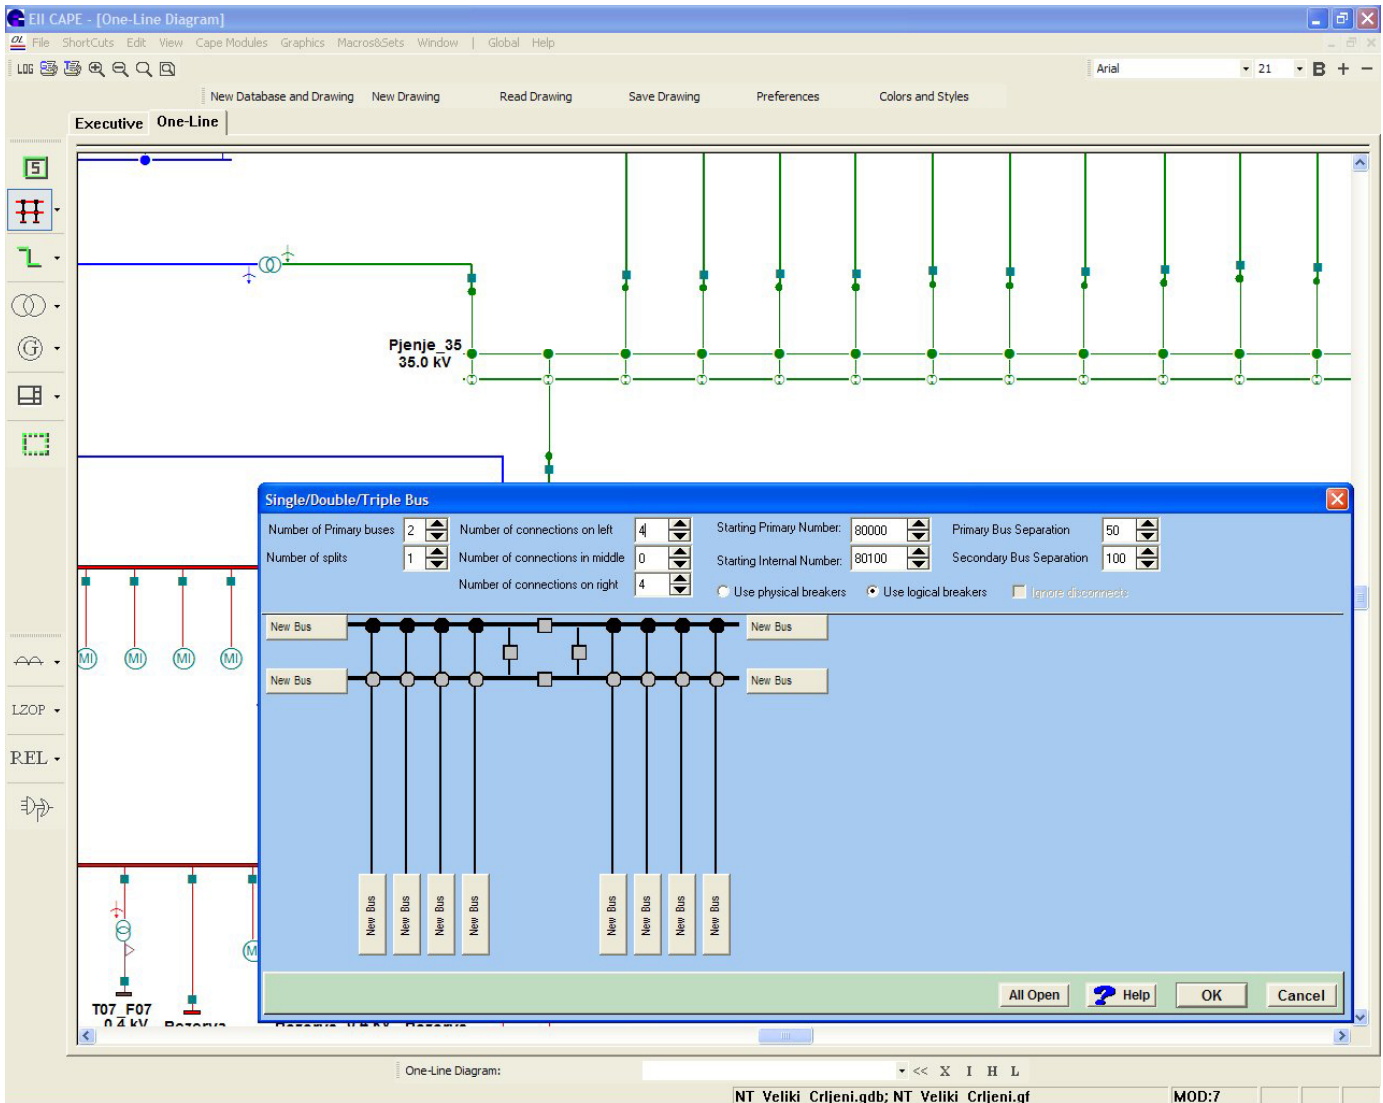 EII CAPE - [One-Line Diagram]
OL File ShortCuts Edit View Cape Modules Graphics Macros&Sets Window | Global Help
LOG
Arial 21 B + −
New Database and Drawing New Drawing Read Drawing Save Drawing Preferences Colors and Styles
Executive One-Line
S
G
LZOP
REL
Pjenje_35
35.0 kV
MI MI MI MI
Single/Double/Triple Bus
Number of Primary buses 2 Number of connections on left 4 Starting Primary Number: 80000 Primary Bus Separation 50
Number of splits 1 Number of connections in middle 0 Starting Internal Number: 80100 Secondary Bus Separation 100
Number of connections on right 4 Use physical breakers Use logical breakers Ignore disconnects
New Bus New Bus
New Bus New Bus
New Bus New Bus New Bus New Bus New Bus New Bus New Bus New Bus
T07_F07
0.4 kV
All Open ? Help OK Cancel
One-Line Diagram: << X I H L
NT_Veliki_Crljeni.gdb; NT_Veliki_Crljeni.gf MOD:7